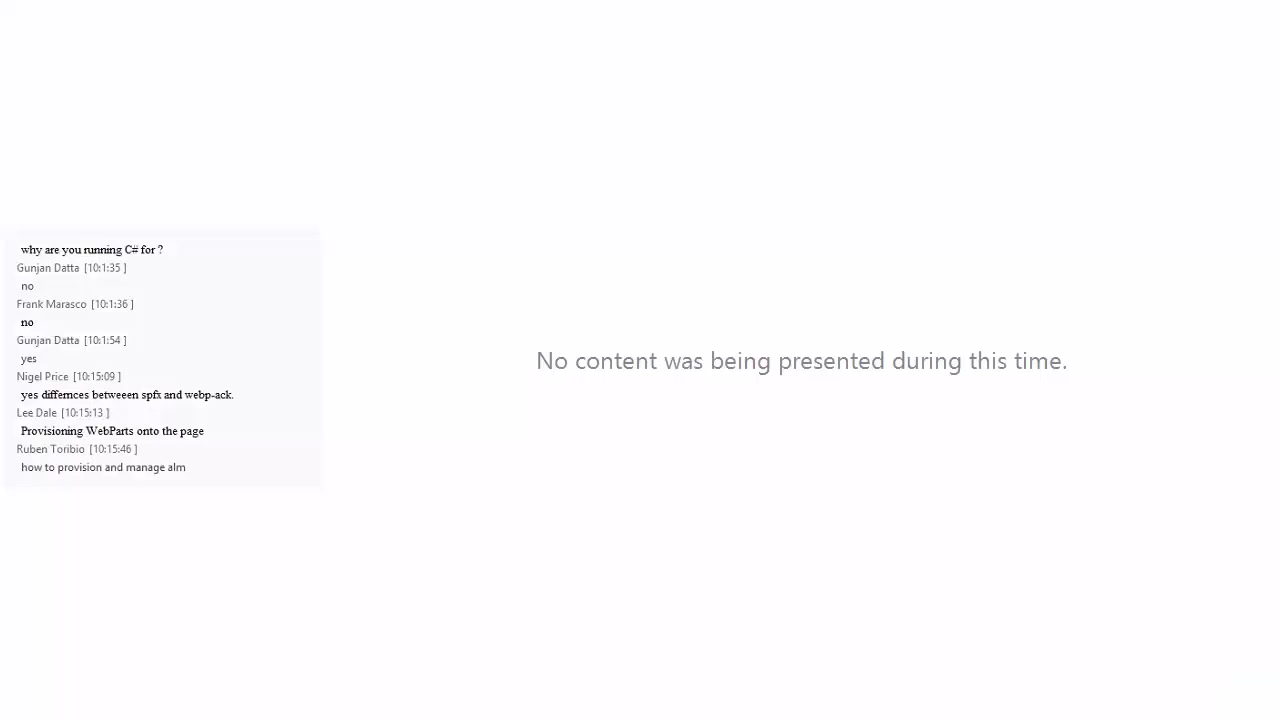 why are you running C# for ?
Gunjan Datta [10:1:35 ]
no
Frank Marasco [10:1:36 ]
no
Gunjan Datta [10:1:54 ]
yes
Nigel Price [10:15:09 ]
yes differnces betweeen spfx and webp-ack.
Lee Dale [10:15:13 ]
Provisioning WebParts onto the page
Ruben Toribio [10:15:46 ]
how to provision and manage alm
No content was being presented during this time.